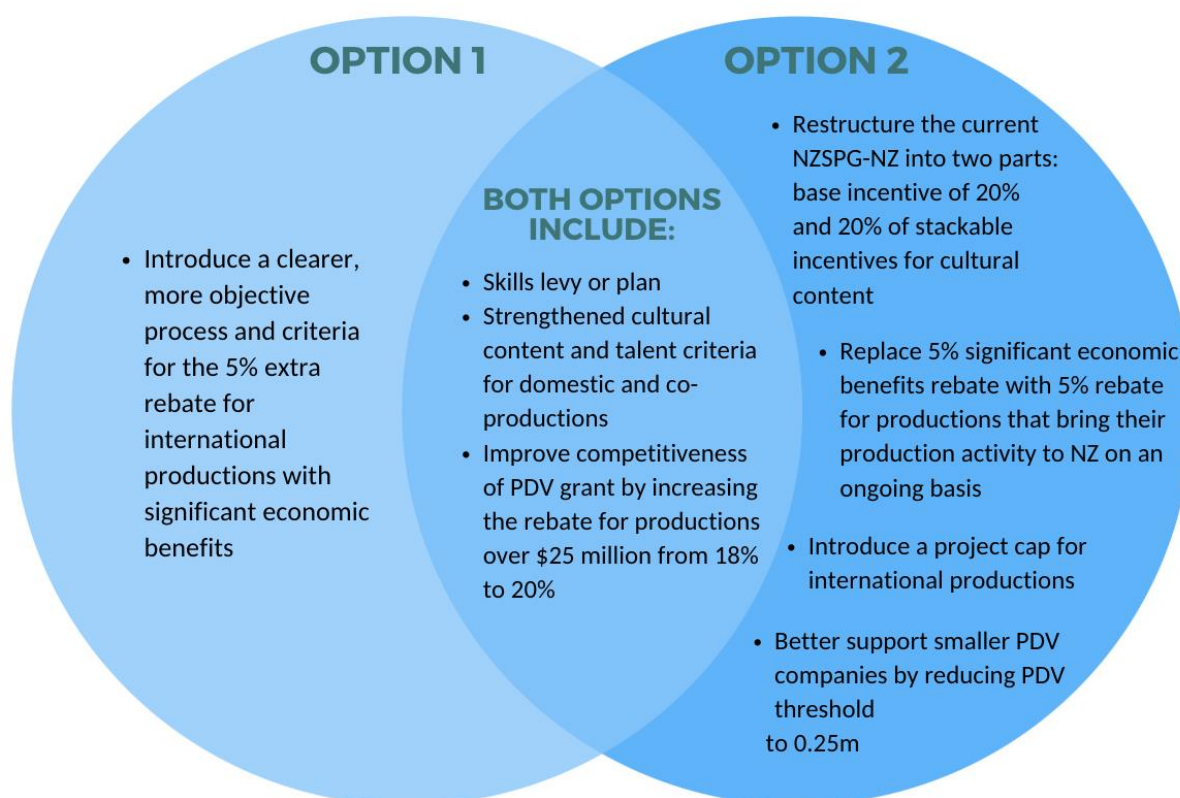 OPTION 1
• Introduce a clearer,
more objective
process and criteria
for the 5% extra
rebate for
international
productions with
significant economic
benefits
BOTH OPTIONS
INCLUDE:
• Skills levy or plan
• Strengthened cultural
content and talent criteria
for domestic and co-
productions
• Improve competitiveness
of PDV grant by increasing
the rebate for productions
over $25 million from 18%
to 20%
OPTION 2
• Restructure the current
NZSPG-NZ into two parts:
base incentive of 20%
and 20% of stackable
incentives for cultural
content
• Replace 5% significant economic
benefits rebate with 5% rebate
for productions that bring their
production activity to NZ on an
ongoing basis
• Introduce a project cap for
international productions
• Better support smaller PDV
companies by reducing PDV
threshold
to 0.25m